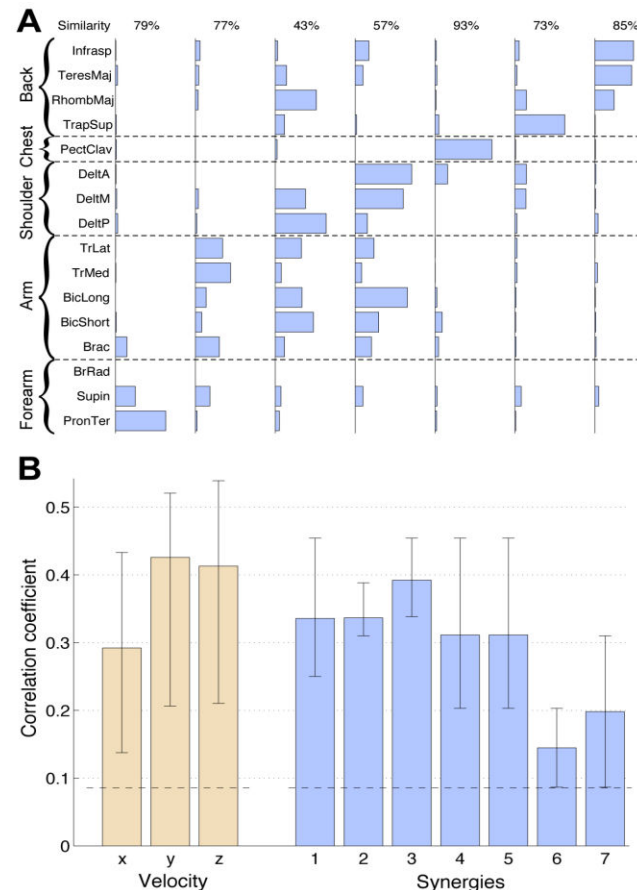 A
Similarity 79% 77% 43% 57% 93% 73% 85%
Back
Infrasp
TeresMaj
RhombMaj
TrapSup
Chest
PectClav
Shoulder
DeltA
DeltM
DeltP
Arm
TrLat
TrMed
BicLong
BicShort
Brac
Forearm
BrRad
Supin
PronTer
B
Correlation coefficient
0.5
0.4
0.3
0.2
0.1
0
x y z 1 2 3 4 5 6 7
Velocity Synergies